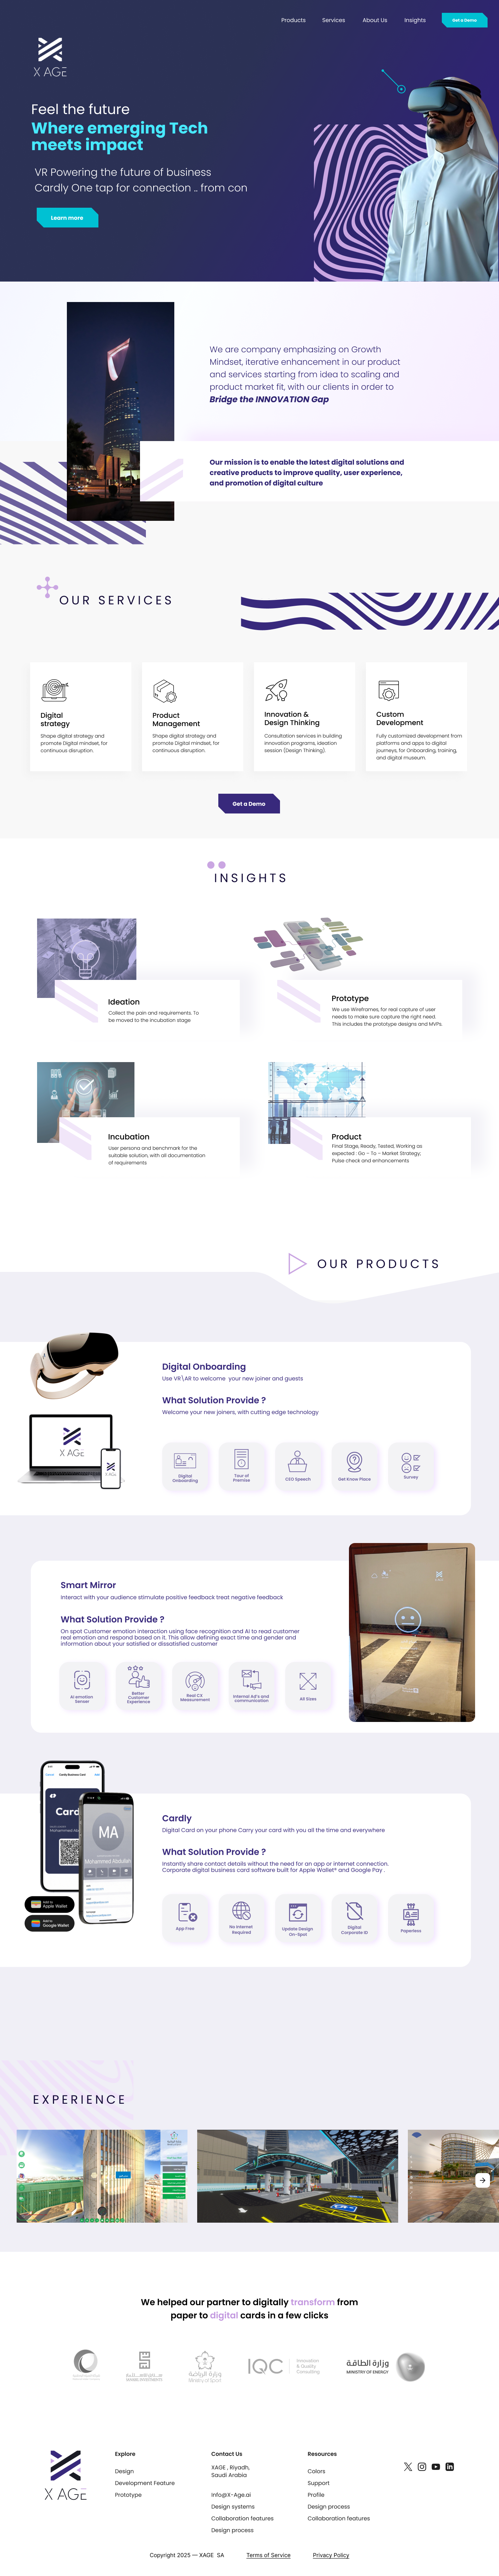 Products
Services
About Us
Insights
Get a Demo
X AGE
Feel the future
Where emerging Tech
meets impact
VR Powering the future of business
Cardly One tap for connection .. from con
Learn more
We are company emphasizing on Growth
Mindset, iterative enhancement in our product
and services starting from idea to scaling and
product market fit, with our clients in order to
Bridge the INNOVATION Gap
Our mission is to enable the latest digital solutions and
creative products to improve quality, user experience,
and promotion of digital culture
OUR SERVICES
Digital
strategy
Shape digital strategy and
promote Digital mindset, for
continuous disruption.
Product
Management
Shape digital strategy and
promote Digital mindset, for
continuous disruption.
Innovation &
Design Thinking
Consultation services in building
innovation programs, ideation
session (Design Thinking).
Custom
Development
Fully customized development from
platforms and apps to digital
journeys, for Onboarding, training,
and digital museum.
Get a Demo
INSIGHTS
Ideation
Collect the pain and requirements, To
be moved to the incubation stage
Prototype
We use Wireframes, for real capture of user
needs to make sure capture the right need.
This includes the prototype designs and MVPs.
Incubation
User persona and benchmark for the
suitable solution, with all documentation
of requirements
Product
Final Stage, Ready, Tested, Working as
expected : Go – To – Market Strategy;
Pulse check and enhancements
OUR PRODUCTS
Digital Onboarding
Use VR\AR to welcome your new joiner and guests
What Solution Provide ?
Welcome your new joiners, with cutting edge technology
X AGE
X AGE
Digital
Onboarding
Tour of
Premise
CEO Speech
Get Know Place
Survey
Smart Mirror
Interact with your audience stimulate positive feedback treat negative feedback
What Solution Provide ?
On spot Customer emotion interaction using face recognition and AI to read customer
real emotion and respond based on it. This allow defining exact time and gender and
information about your satisfied or dissatisfied customer
AI emotion
Sensor
Better
Customer
Experience
Read CX
Measurement
Internal Ad's and
communication
All Sizes
Cardly
Digital Card on your phone Carry your card with you all the time and everywhere
What Solution Provide ?
Instantly share contact details without the need for an app or internet connection.
Corporate digital business card software built for Apple Wallet® and Google Pay .
Cardly Business Card
Card
MA
Mohammed Abdullah
Apple Wallet
Google Wallet
App Free
No Internet
Required
Update Design
On-Spot
Digital
Corporate ID
Paperless
EXPERIENCE
We helped our partner to digitally transform from
paper to digital cards in a few clicks
وزارة الرياضة
Ministry of Sport
IQC
Innovation
& Quality
Consulting
وزارة الطاقة
MINISTRY OF ENERGY
X AGE
Explore
Design
Development Feature
Prototype
Contact Us
XAGE , Riyadh,
Saudi Arabia
Info@X-Age.ai
Design systems
Collaboration features
Design process
Resources
Colors
Support
Profile
Design process
Collaboration features
Copyright 2025 — XAGE SA
Terms of Service
Privacy Policy